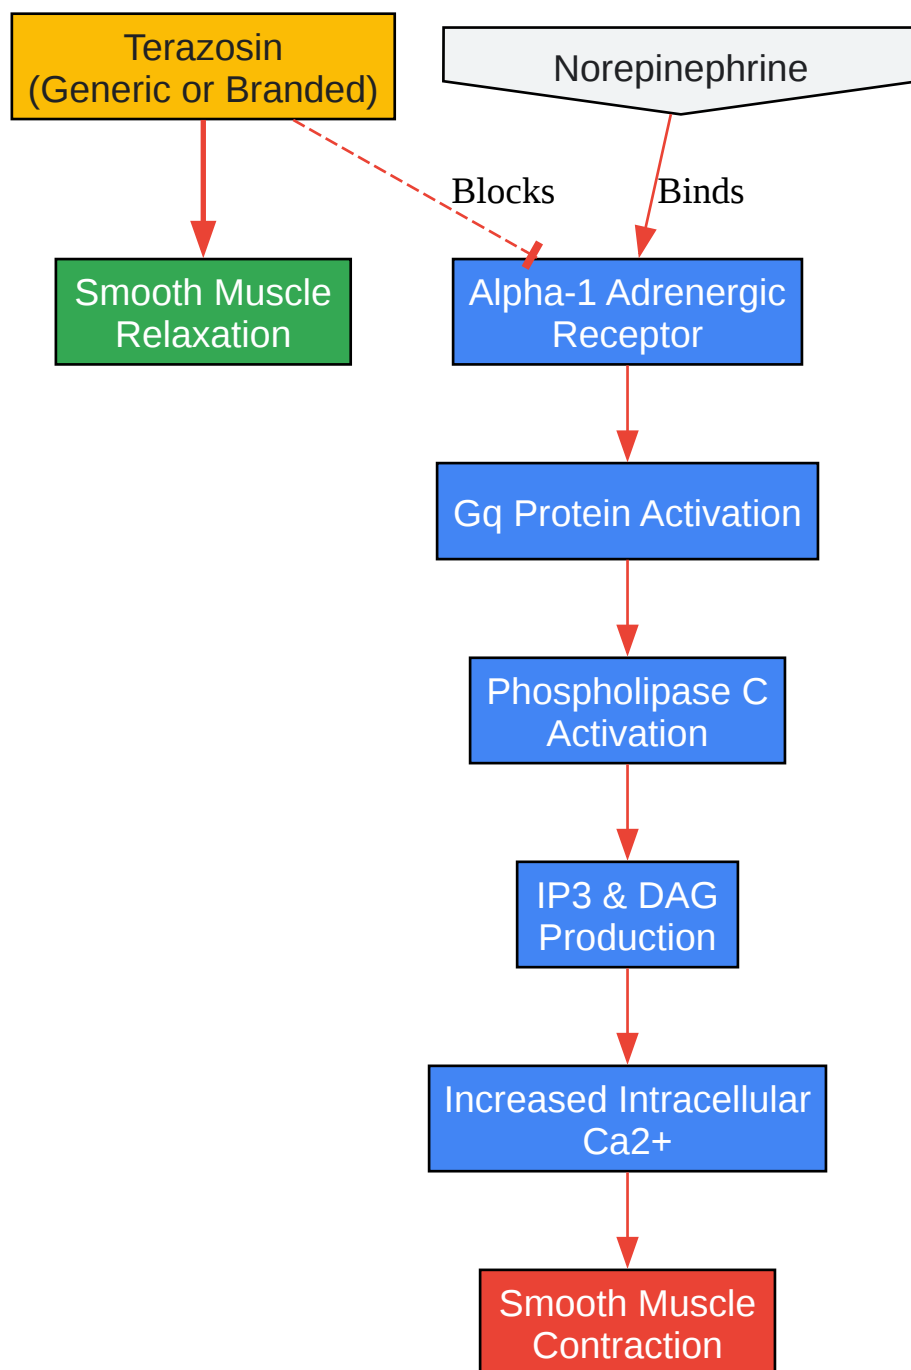 Terazosin
(Generic or Branded)
Norepinephrine
Blocks
Binds
Smooth Muscle
Relaxation
Alpha-1 Adrenergic
Receptor
Gq Protein Activation
Phospholipase C
Activation
IP3 & DAG
Production
Increased Intracellular
Ca2+
Smooth Muscle
Contraction